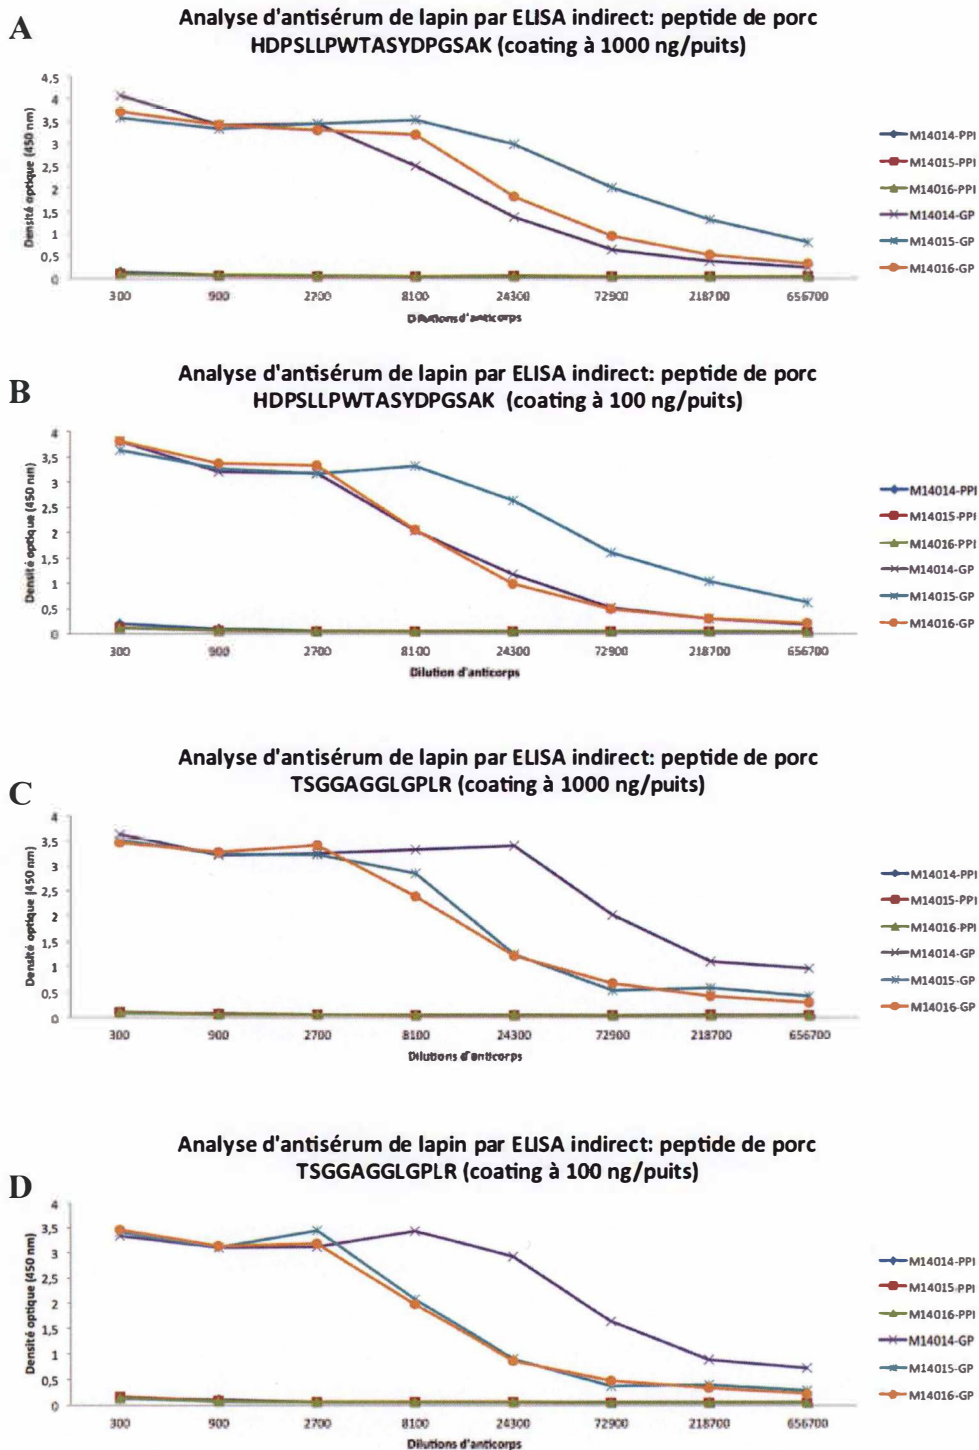 A
Analyse d'antisérum de lapin par ELISA indirect: peptide de porc
HDPSLLPWTASYDPGSAK (coating à 1000 ng/puits)
Densité optique (450 nm)
4,5
4
3,5
3
2,5
2
1,5
1
0,5
0
300 900 2700 8100 24300 72900 218700 656700
Dilutions d'anticorps
M14014-PPI
M14015-PPI
M14016-PPI
M14014-GP
M14015-GP
M14016-GP
B
Analyse d'antisérum de lapin par ELISA indirect: peptide de porc
HDPSLLPWTASYDPGSAK (coating à 100 ng/puits)
Densité optique (450 nm)
4
3,5
3
2,5
2
1,5
1
0,5
0
300 900 2700 8100 24300 72900 218700 656700
Dilution d'anticorps
M14014-PPI
M14015-PPI
M14016-PPI
M14014-GP
M14015-GP
M14016-GP
C
Analyse d'antisérum de lapin par ELISA indirect: peptide de porc
TSGGAGGLGPLR (coating à 1000 ng/puits)
Densité optique (450 nm)
4
3,5
3
2,5
2
1,5
1
0,5
0
300 900 2700 8100 24300 72900 218700 656700
Dilutions d'anticorps
M14014-PPI
M14015-PPI
M14016-PPI
M14014-GP
M14015-GP
M14016-GP
D
Analyse d'antisérum de lapin par ELISA indirect: peptide de porc
TSGGAGGLGPLR (coating à 100 ng/puits)
Densité optique (450 nm)
4
3,5
3
2,5
2
1,5
1
0,5
0
300 900 2700 8100 24300 72900 218700 656700
Dilutions d'anticorps
M14014-PPI
M14015-PPI
M14016-PPI
M14014-GP
M14015-GP
M14016-GP